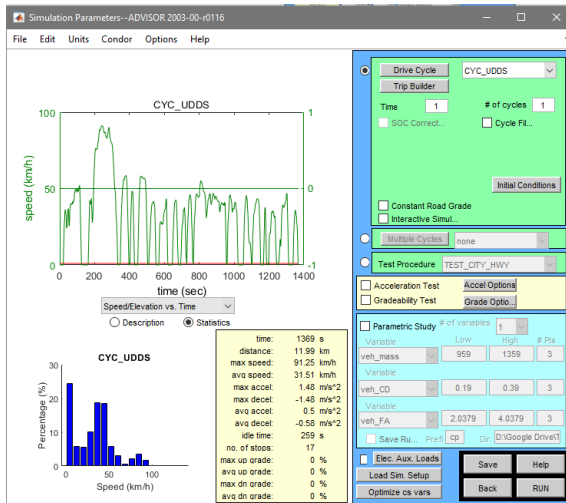 Simulation Parameters--ADVISOR 2003-00-r0116
File Edit Units Condor Options Help
CYC_UDDS
100
50
0
1
0
-1
speed (km/h)
0 200 400 600 800 1000 1200 1400
time (sec)
Speed/Elevation vs. Time
Description Statistics
CYC_UDDS
30
20
10
0
Percentage (%)
0 50 100
Speed (km/h)
time: 1369 s
distance: 11.99 km
max speed: 91.25 km/h
avg speed: 31.51 km/h
max accel: 1.48 m/s^2
max decel: -1.48 m/s^2
avg accel: 0.5 m/s^2
avg decel: -0.58 m/s^2
idle time: 259 s
no. of stops: 17
max up grade: 0 %
avg up grade: 0 %
max dn grade: 0 %
avg dn grade: 0 %
Drive Cycle CYC_UDDS
Trip Builder
Time 1 # of cycles 1
SOC Correct... Cycle Fil...
Initial Conditions
Constant Road Grade
Interactive Simul...
Multiple Cycles none
Test Procedure TEST_CITY_HWY
Acceleration Test Accel Options
Gradeability Test Grade Optio...
Parametric Study # of variables 1
Variable Low High # Pts
veh_mass 959 1359 3
Variable
veh_CD 0.19 0.39 3
Variable
veh_FA 2.0379 4.0379 3
Save Ru... Prefi cp Dir D:\Google Drive\T
Elec. Aux. Loads
Load Sim. Setup
Optimize cs vars
Save Help
Back RUN